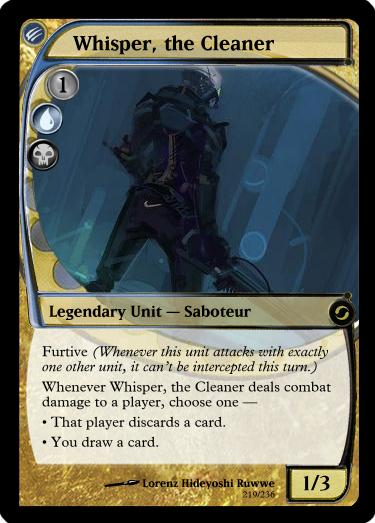 Whisper, the Cleaner
1
Legendary Unit — Saboteur
Furtive (Whenever this unit attacks with exactly
one other unit, it can't be intercepted this turn.)
Whenever Whisper, the Cleaner deals combat
damage to a player, choose one —
• That player discards a card.
• You draw a card.
Lorenz Hideyoshi Ruwwe
219/236
1/3